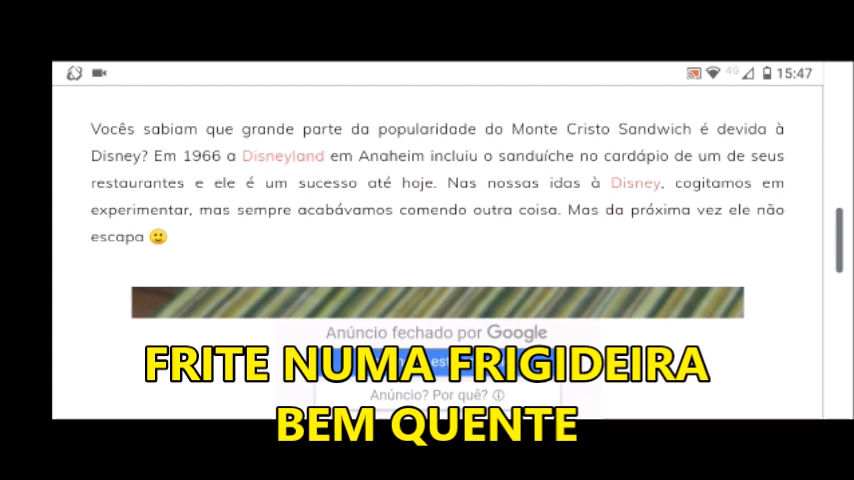 4G 15:47
Vocês sabiam que grande parte da popularidade do Monte Cristo Sandwich é devida à
Disney? Em 1966 a Disneyland em Anaheim incluiu o sanduíche no cardápio de um de seus
restaurantes e ele é um sucesso até hoje. Nas nossas idas à Disney, cogitamos em
experimentar, mas sempre acabávamos comendo outra coisa. Mas da próxima vez ele não
escapa 🙂
Anúncio fechado por Google
FRITE NUMA FRIGIDEIRA
Anúncio? Por quê?
BEM QUENTE